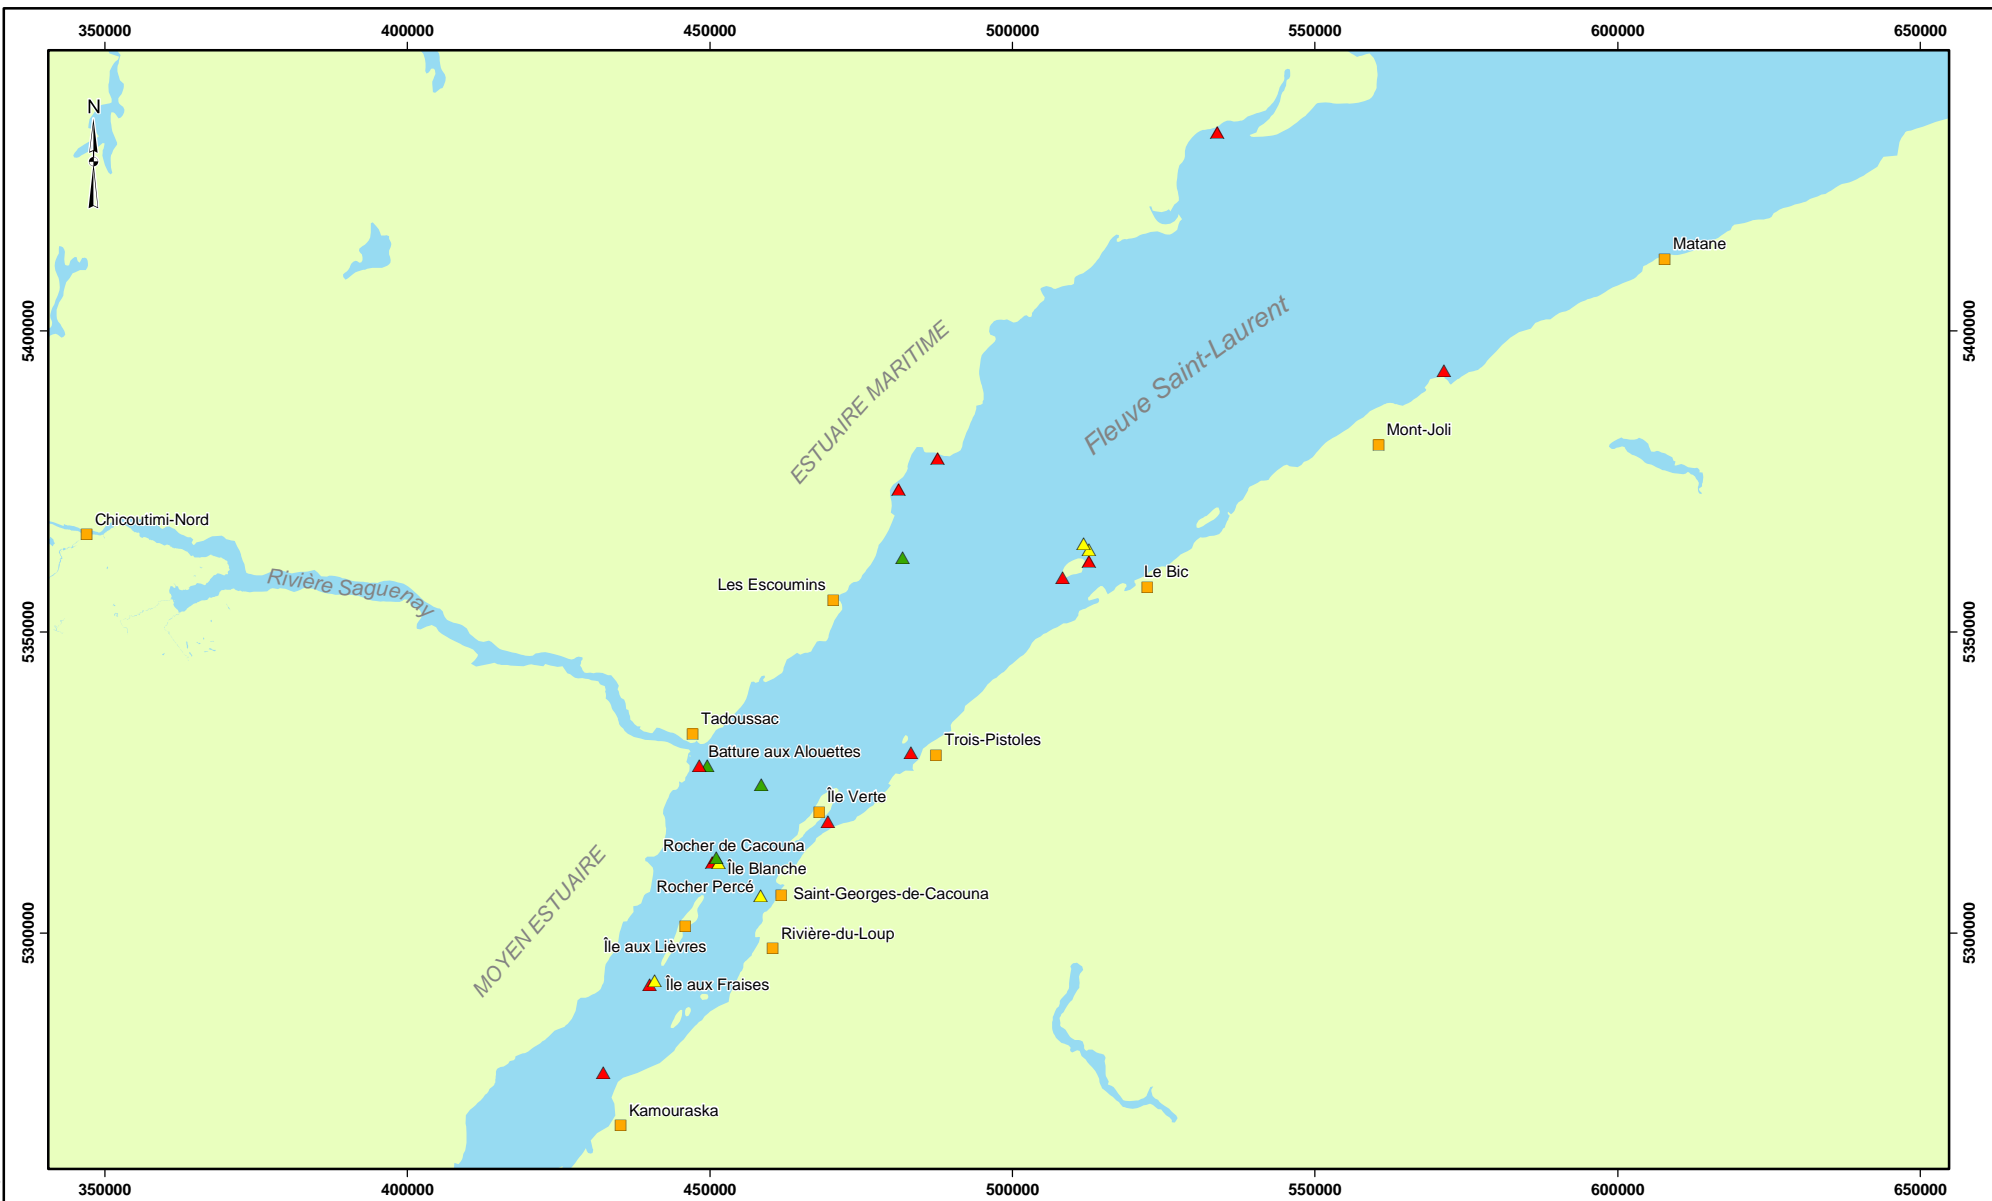 350000 400000 450000 500000 550000 600000 650000
N
Matane
5400000 5400000
Fleuve Saint-Laurent
ESTUAIRE MARITIME
Mont-Joli
Chicoutimi-Nord
Le Bic
Rivière Saguenay
Les Escoumins
5350000 5350000
Tadoussac
Trois-Pistoles
Batture aux Alouettes
Île Verte
Rocher de Cacouna
Île Blanche
Rocher Percé
Saint-Georges-de-Cacouna
MOYEN ESTUAIRE
5300000 5300000
Rivière-du-Loup
Île aux Lièvres
Île aux Fraises
Kamouraska
350000 400000 450000 500000 550000 600000 650000